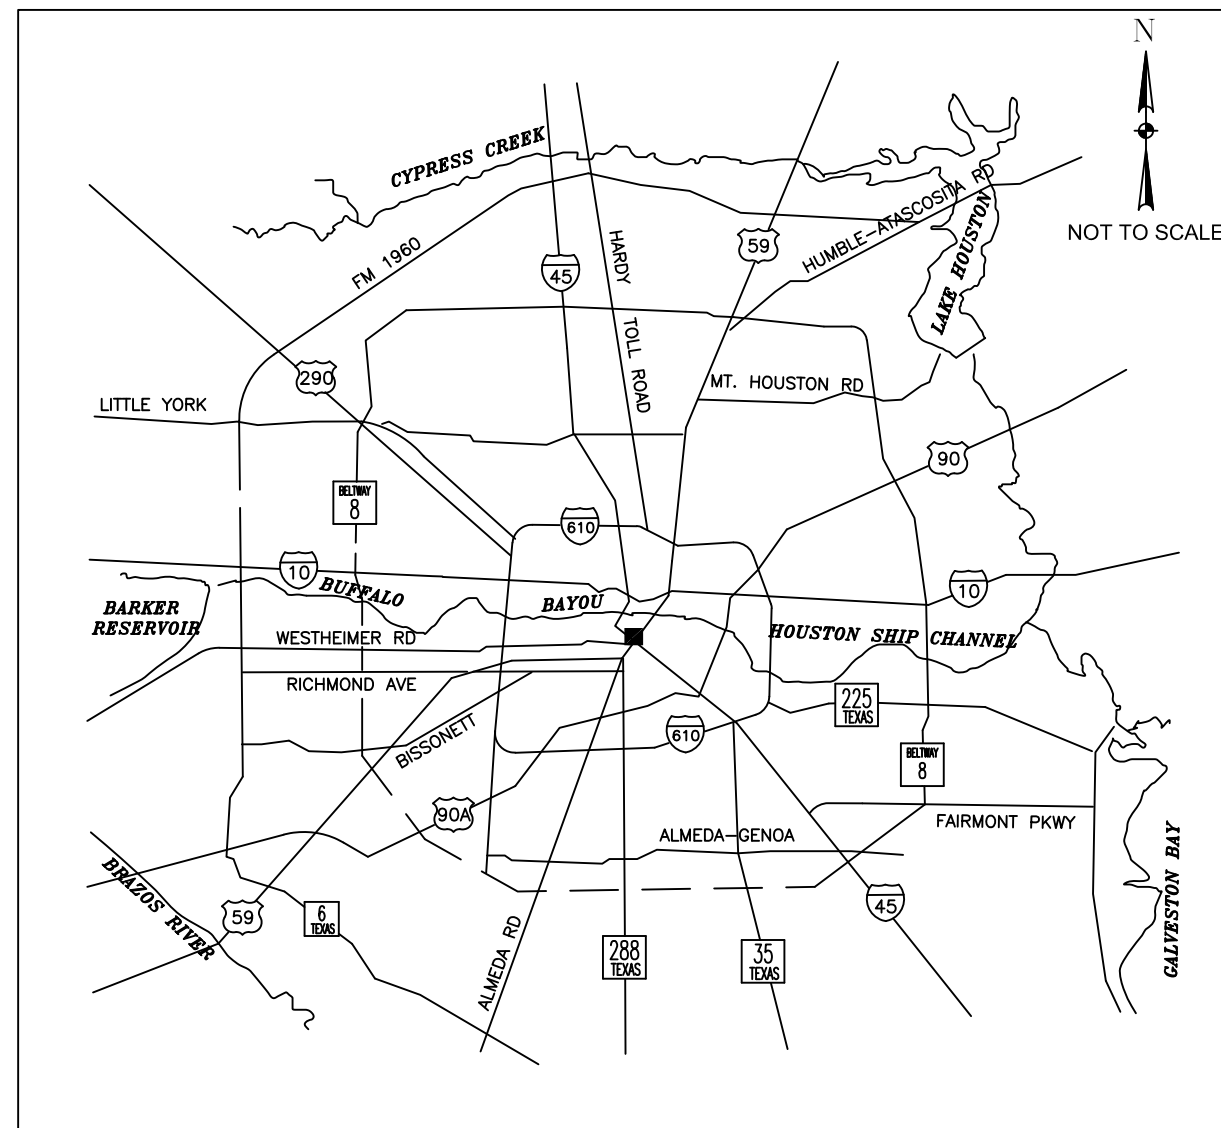 N
NOT TO SCALE
CYPRESS CREEK
FM 1960
45
HARDY
TOLL ROAD
59
HUMBLE-ATASCOSITA RD
LAKE HOUSTON
290
LITTLE YORK
MT. HOUSTON RD
90
BELTWAY
8
610
10
BUFFALO
BAYOU
10
BARKER
RESERVOIR
WESTHEIMER RD
HOUSTON SHIP CHANNEL
RICHMOND AVE
225
TEXAS
BISSONETT
610
BELTWAY
8
90A
ALMEDA-GENOA
FAIRMONT PKWY
BRAZOS RIVER
59
6
TEXAS
ALMEDA RD
288
TEXAS
35
TEXAS
45
GALVESTON BAY